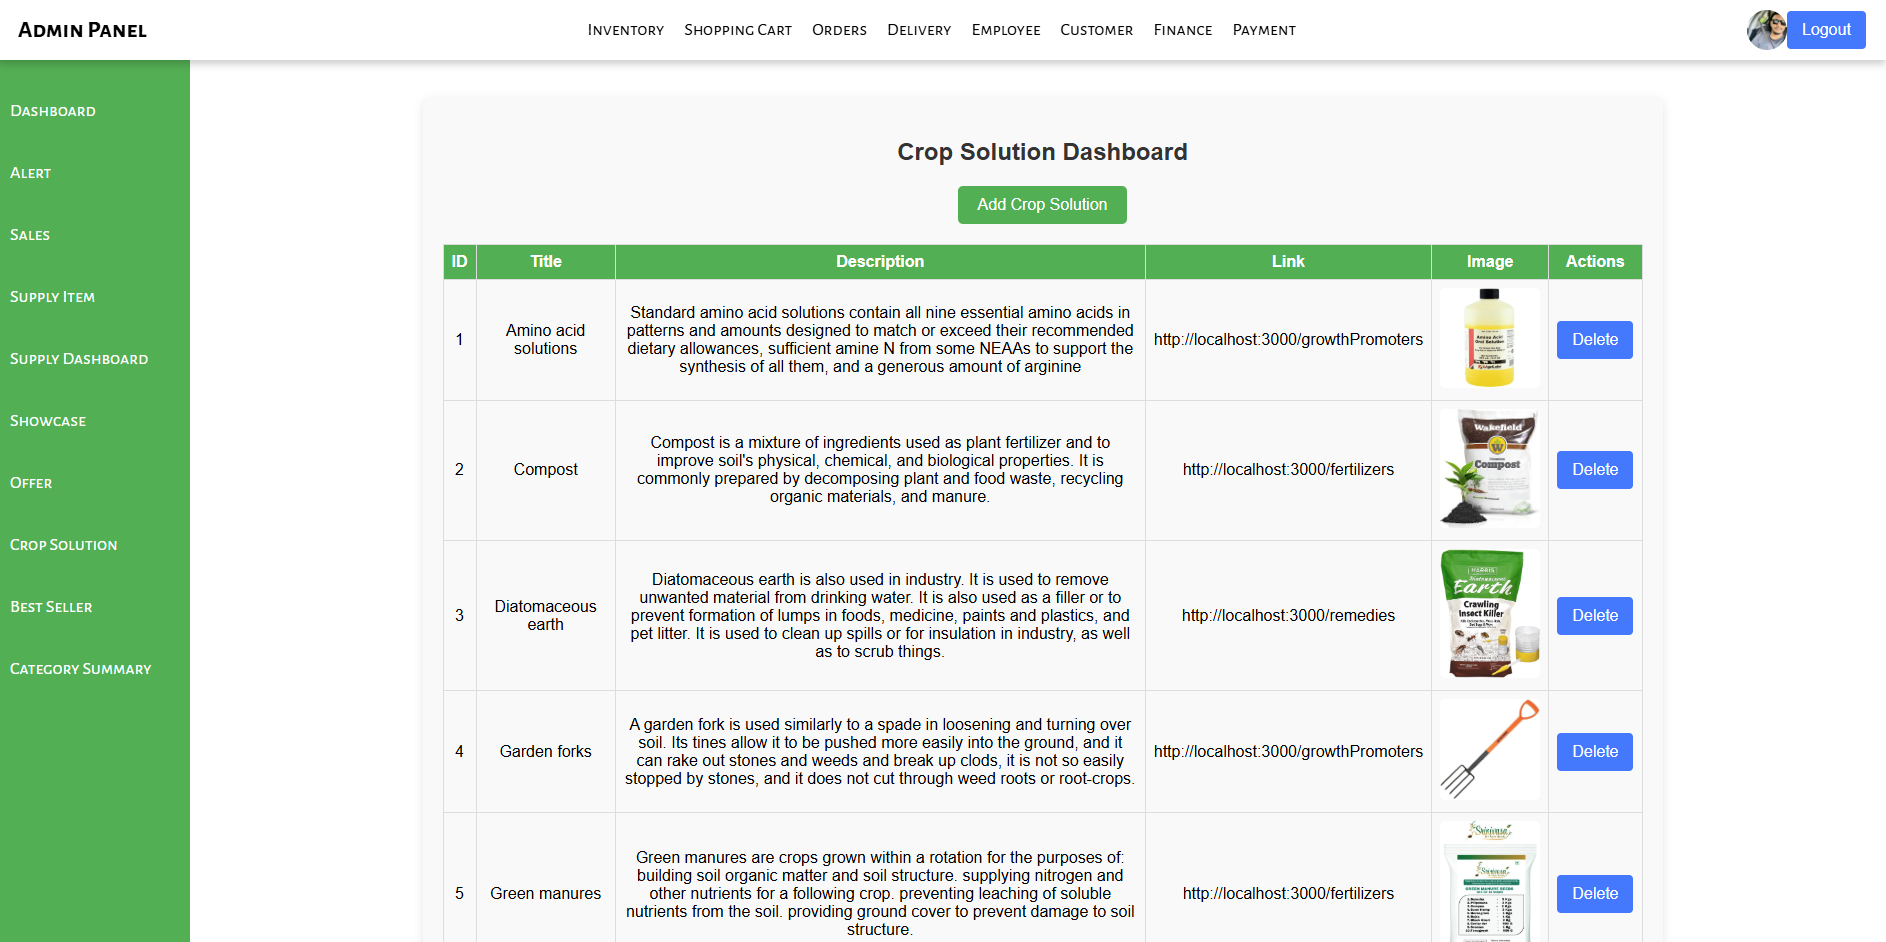 Admin Panel
Inventory Shopping Cart Orders Delivery Employee Customer Finance Payment
Logout
Dashboard
Alert
Sales
Supply Item
Supply Dashboard
Showcase
Offer
Crop Solution
Best Seller
Category Summary
Crop Solution Dashboard
Add Crop Solution
ID Title Description Link Image Actions
1
Amino acid
solutions
Standard amino acid solutions contain all nine essential amino acids in
patterns and amounts designed to match or exceed their recommended
dietary allowances, sufficient amine N from some NEAAs to support the
synthesis of all them, and a generous amount of arginine
http://localhost:3000/growthPromoters
Amino Acid
Oral Solution
Delete
2
Compost
Compost is a mixture of ingredients used as plant fertilizer and to
improve soil's physical, chemical, and biological properties. It is
commonly prepared by decomposing plant and food waste, recycling
organic materials, and manure.
http://localhost:3000/fertilizers
Wakefield
W
Compost
Delete
3
Diatomaceous
earth
Diatomaceous earth is also used in industry. It is used to remove
unwanted material from drinking water. It is also used as a filler or to
prevent formation of lumps in foods, medicine, paints and plastics, and
pet litter. It is used to clean up spills or for insulation in industry, as well
as to scrub things.
http://localhost:3000/remedies
HARRIS
Diatomaceous
Earth
Crawling
Insect Killer
Delete
4
Garden forks
A garden fork is used similarly to a spade in loosening and turning over
soil. Its tines allow it to be pushed more easily into the ground, and it
can rake out stones and weeds and break up clods, it is not so easily
stopped by stones, and it does not cut through weed roots or root-crops.
http://localhost:3000/growthPromoters
Delete
5
Green manures
Green manures are crops grown within a rotation for the purposes of:
building soil organic matter and soil structure. supplying nitrogen and
other nutrients for a following crop. preventing leaching of soluble
nutrients from the soil. providing ground cover to prevent damage to soil
structure.
http://localhost:3000/fertilizers
Srinivasa
Srinivasa
GREEN MANURE SEEDS
Delete